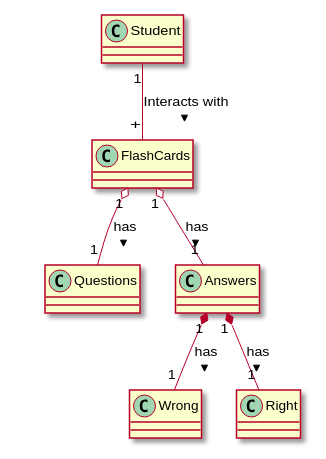 C Student
1
Interacts with
+
C FlashCards
1 1
has has
1 1
C Questions C Answers
1 1
has has
1 1
C Wrong C Right